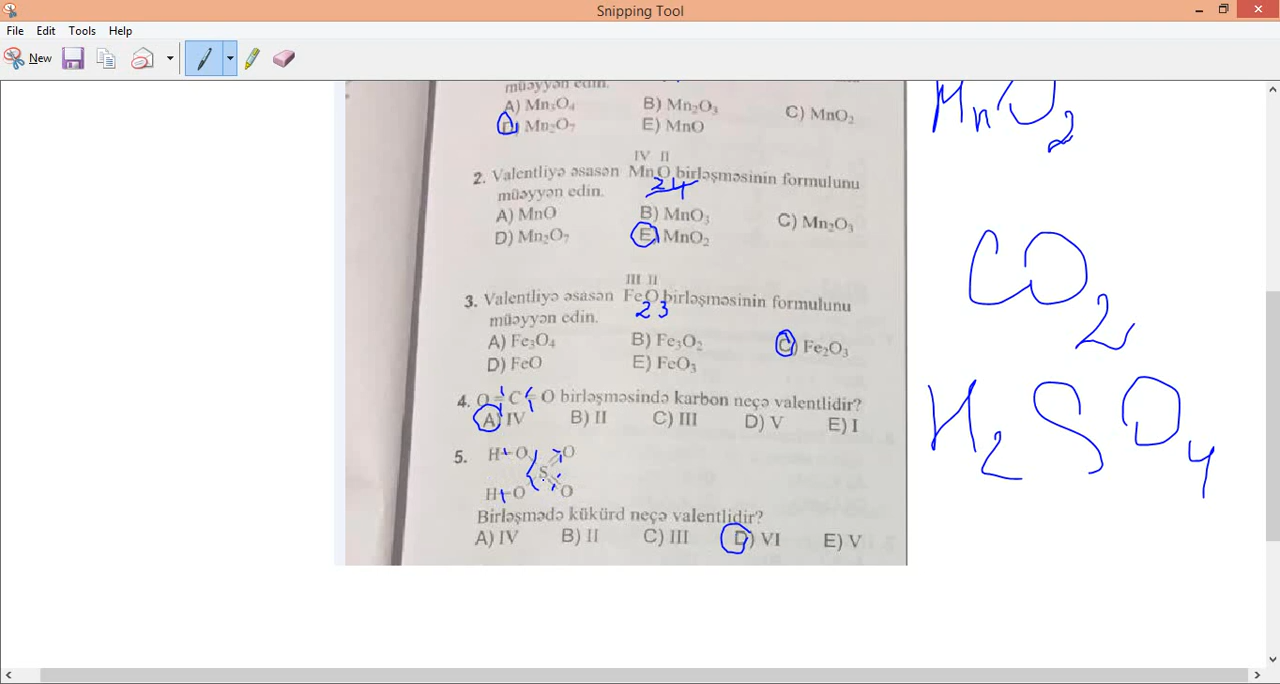 Snipping Tool
File Edit Tools Help
New
müəyyən edin.
A) Mn₃O₄ B) Mn₂O₃ C) MnO₂
D) Mn₂O₇ E) MnO
IV II
2. Valentliyə əsasən MnO birləşməsinin formulunu
24
müəyyən edin.
A) MnO B) MnO₃ C) Mn₂O₃
D) Mn₂O₇ E) MnO₂
III II
3. Valentliyə əsasən FeO birləşməsinin formulunu
23
müəyyən edin.
A) Fe₃O₄ B) Fe₃O₂ C) Fe₂O₃
D) FeO E) FeO₃
4. O = C = O birləşməsində karbon neçə valentlidir?
A) IV B) II C) III D) V E) I
5. H–O O
S
H–O O
Birləşmədə kükürd neçə valentlidir?
A) IV B) II C) III D) VI E) V
MnO₂
CO₂
H₂SO₄